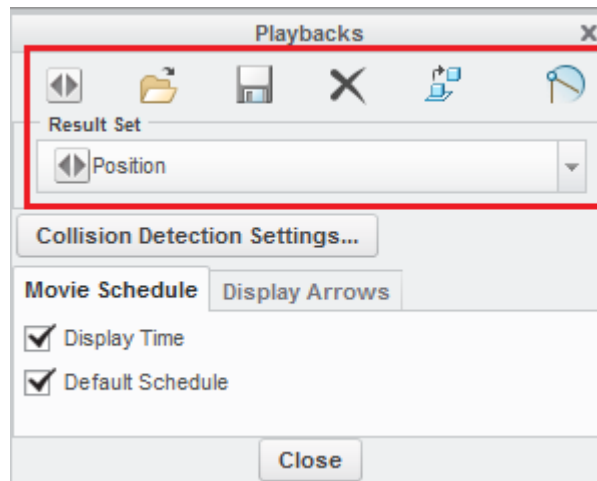 Playbacks
Result Set
Position
Collision Detection Settings...
Movie Schedule Display Arrows
Display Time
Default Schedule
Close